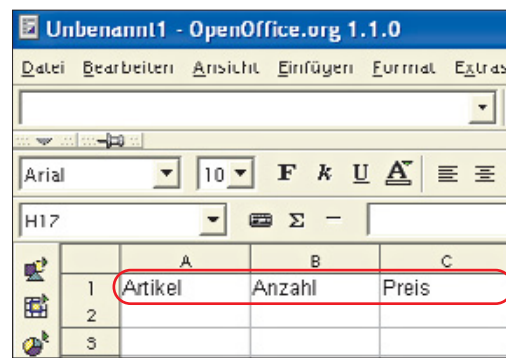 Unbenannt1 - OpenOffice.org 1.1.0
Datei Bearbeiten Ansicht Einfügen Format Extras
Arial 10 F k U A
H17 Σ
A B C
1 Artikel Anzahl Preis
2
3